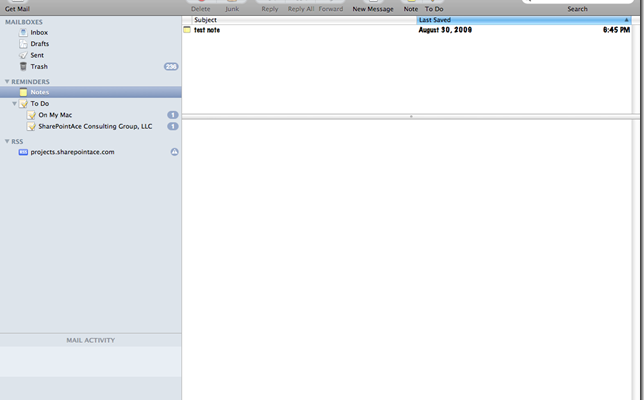 Get Mail
Delete Junk Reply Reply All Forward New Message Note To Do Search
MAILBOXES
Inbox
Drafts
Sent
Trash
REMINDERS
Notes
To Do
On My Mac 1
SharePointAce Consulting Group, LLC 1
RSS
projects.sharepointace.com
MAIL ACTIVITY
Subject Last Saved
test note August 30, 2009 6:45 PM